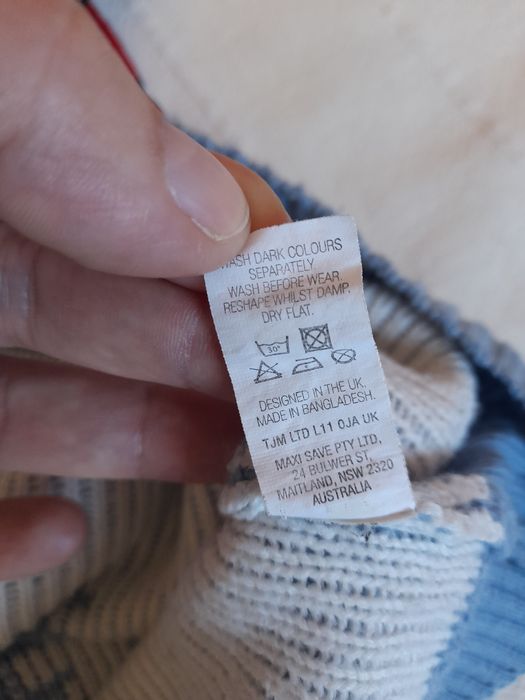 WASH DARK COLOURS
SEPARATELY
WASH BEFORE WEAR.
RESHAPE WHILST DAMP.
DRY FLAT.
30°
DESIGNED IN THE UK.
MADE IN BANGLADESH.
TJM LTD L11 0JA UK
MAXI SAVE PTY LTD,
24 BULWER ST,
MAITLAND, NSW 2320
AUSTRALIA